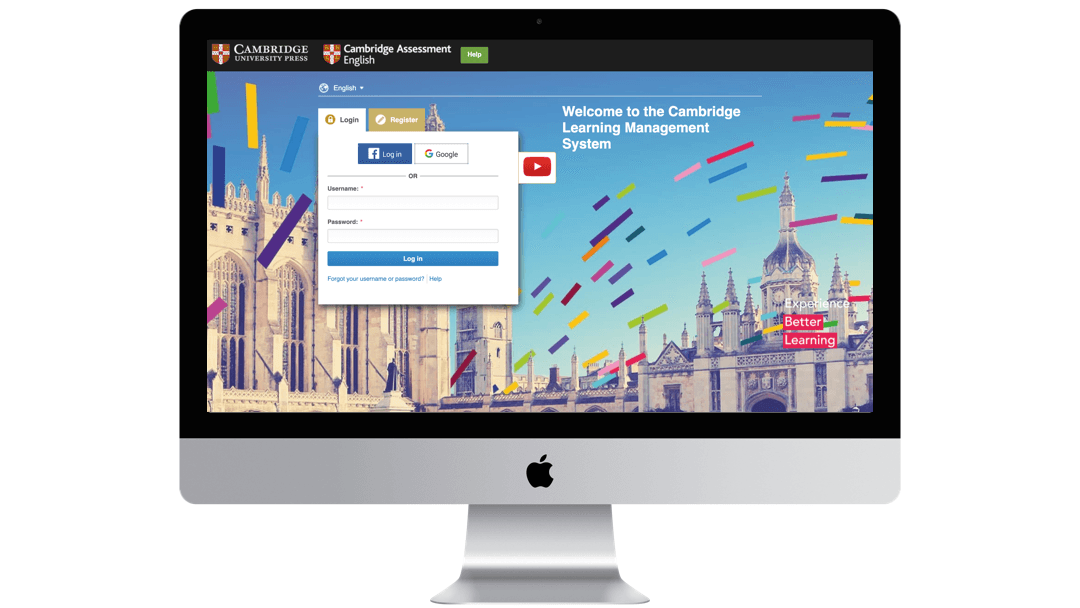 CAMBRIDGE
UNIVERSITY PRESS
Cambridge Assessment
English
Help
English
Login
Register
Welcome to the Cambridge
Learning Management
System
Log in
Google
OR
Username: *
Password: *
Log in
Forgot your username or password? | Help
Experience
Better
Learning